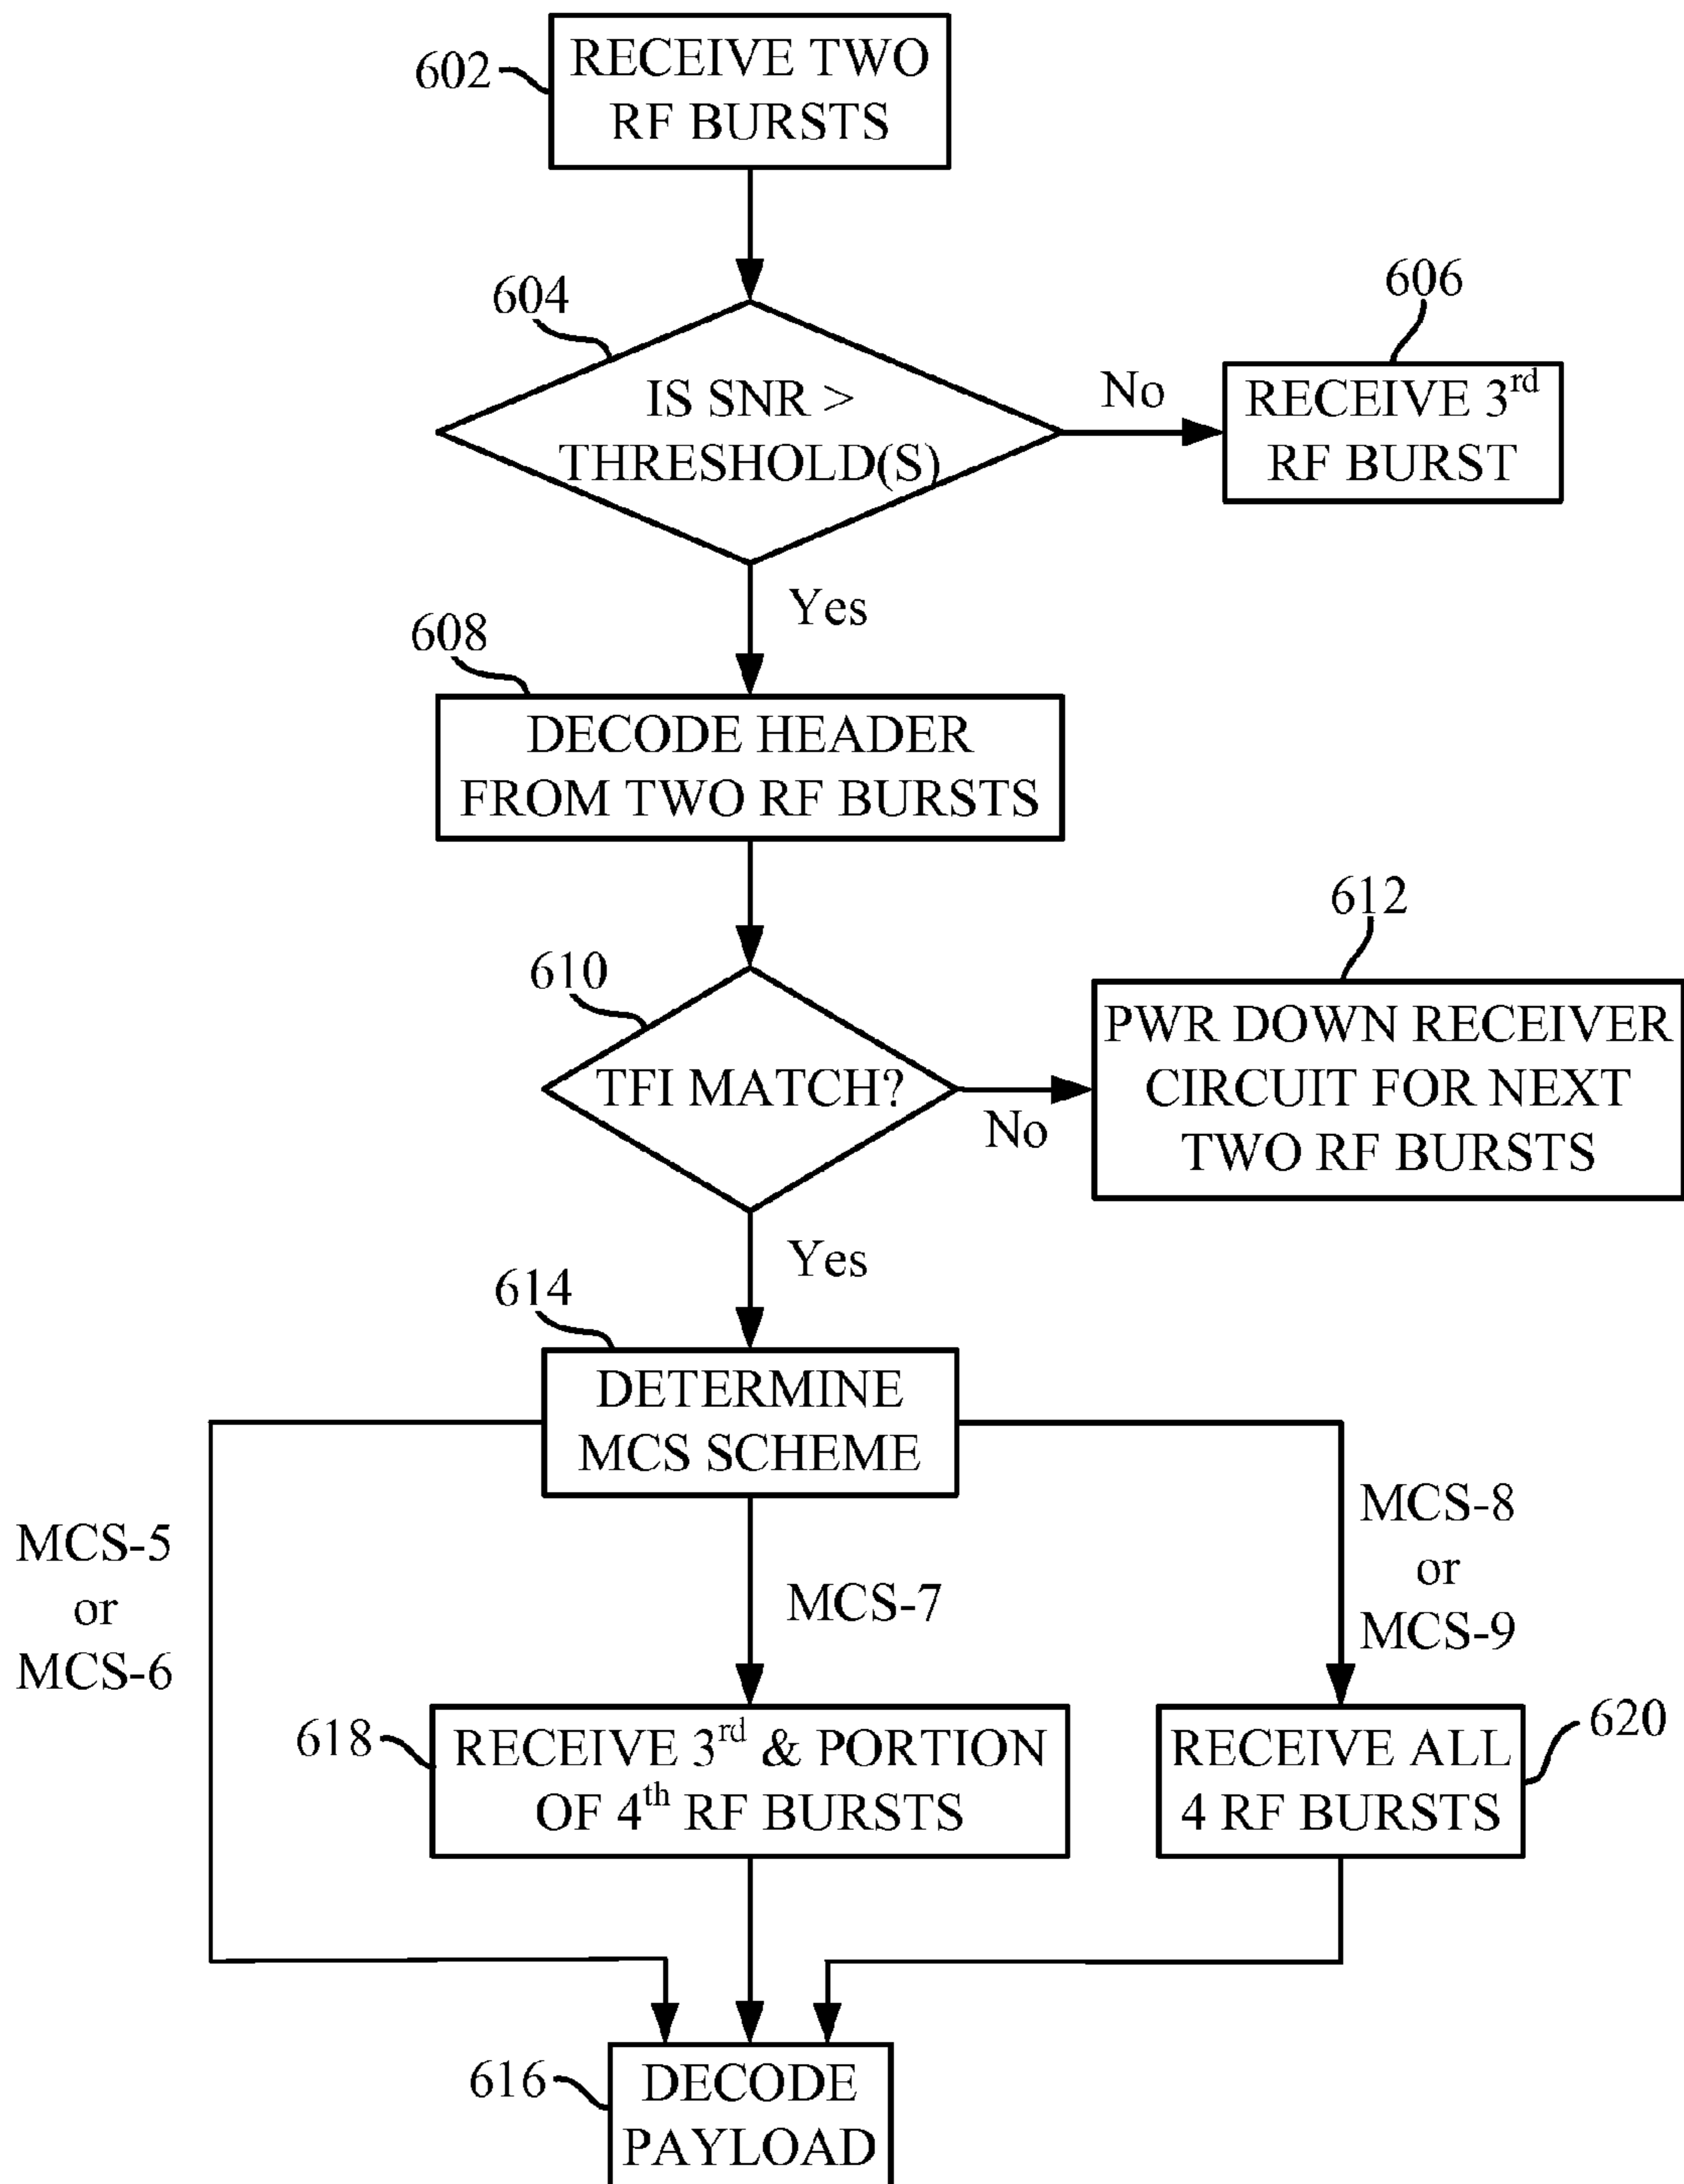 602
RECEIVE TWO
RF BURSTS
604
IS SNR >
THRESHOLD(S)
No
606
RECEIVE 3rd
RF BURST
Yes
608
DECODE HEADER
FROM TWO RF BURSTS
610
TFI MATCH?
No
612
PWR DOWN RECEIVER
CIRCUIT FOR NEXT
TWO RF BURSTS
Yes
614
DETERMINE
MCS SCHEME
MCS-5
or
MCS-6
MCS-7
MCS-8
or
MCS-9
618
RECEIVE 3rd & PORTION
OF 4th RF BURSTS
620
RECEIVE ALL
4 RF BURSTS
616
DECODE
PAYLOAD